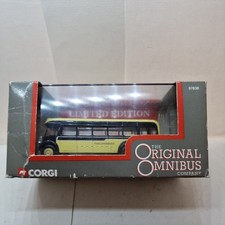 LIMITED EDITION
THE
ORIGINAL
OMNIBUS
COMPANY
CORGI